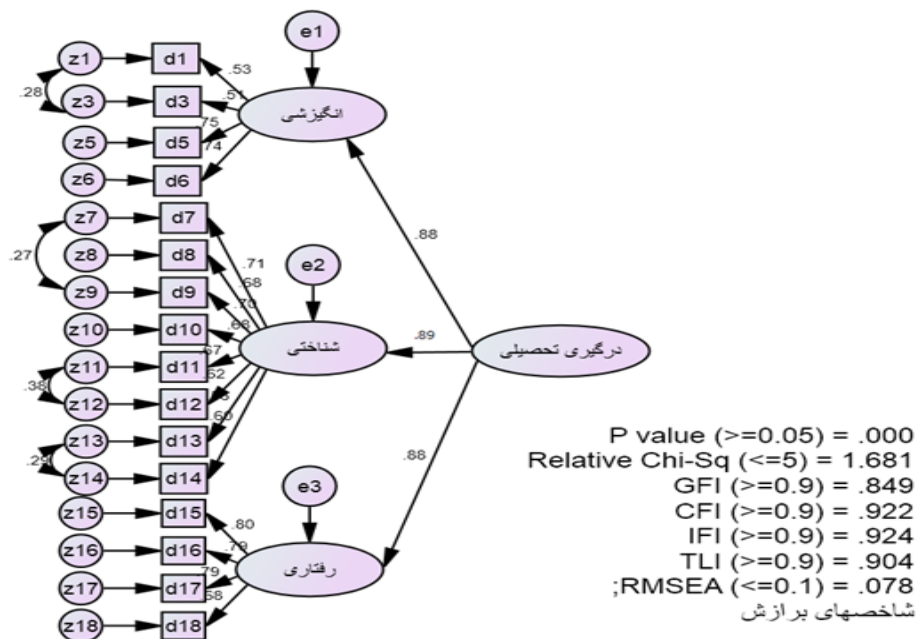 e1
z1 d1 .53
.28
z3 d3 .51
انگیزشی
.75
z5 d5 .74
z6 d6
z7 d7
.88
.71
e2
.27
z8 d8 .68
z9 d9 .70
z10 d10 .68
شناختی
.89
درگیری تحصیلی
z11 d11 .67
.38
.62
z12 d12
z13 d13 .60
.29
z14 d14
.88
e3
z15 d15 .80
z16 d16 .79
رفتاری
z17 d17 .79
z18 d18 .58
P value (>=0.05) = .000
Relative Chi-Sq (<=5) = 1.681
GFI (>=0.9) = .849
CFI (>=0.9) = .922
IFI (>=0.9) = .924
TLI (>=0.9) = .904
;RMSEA (<=0.1) = .078
شاخصهای برازش